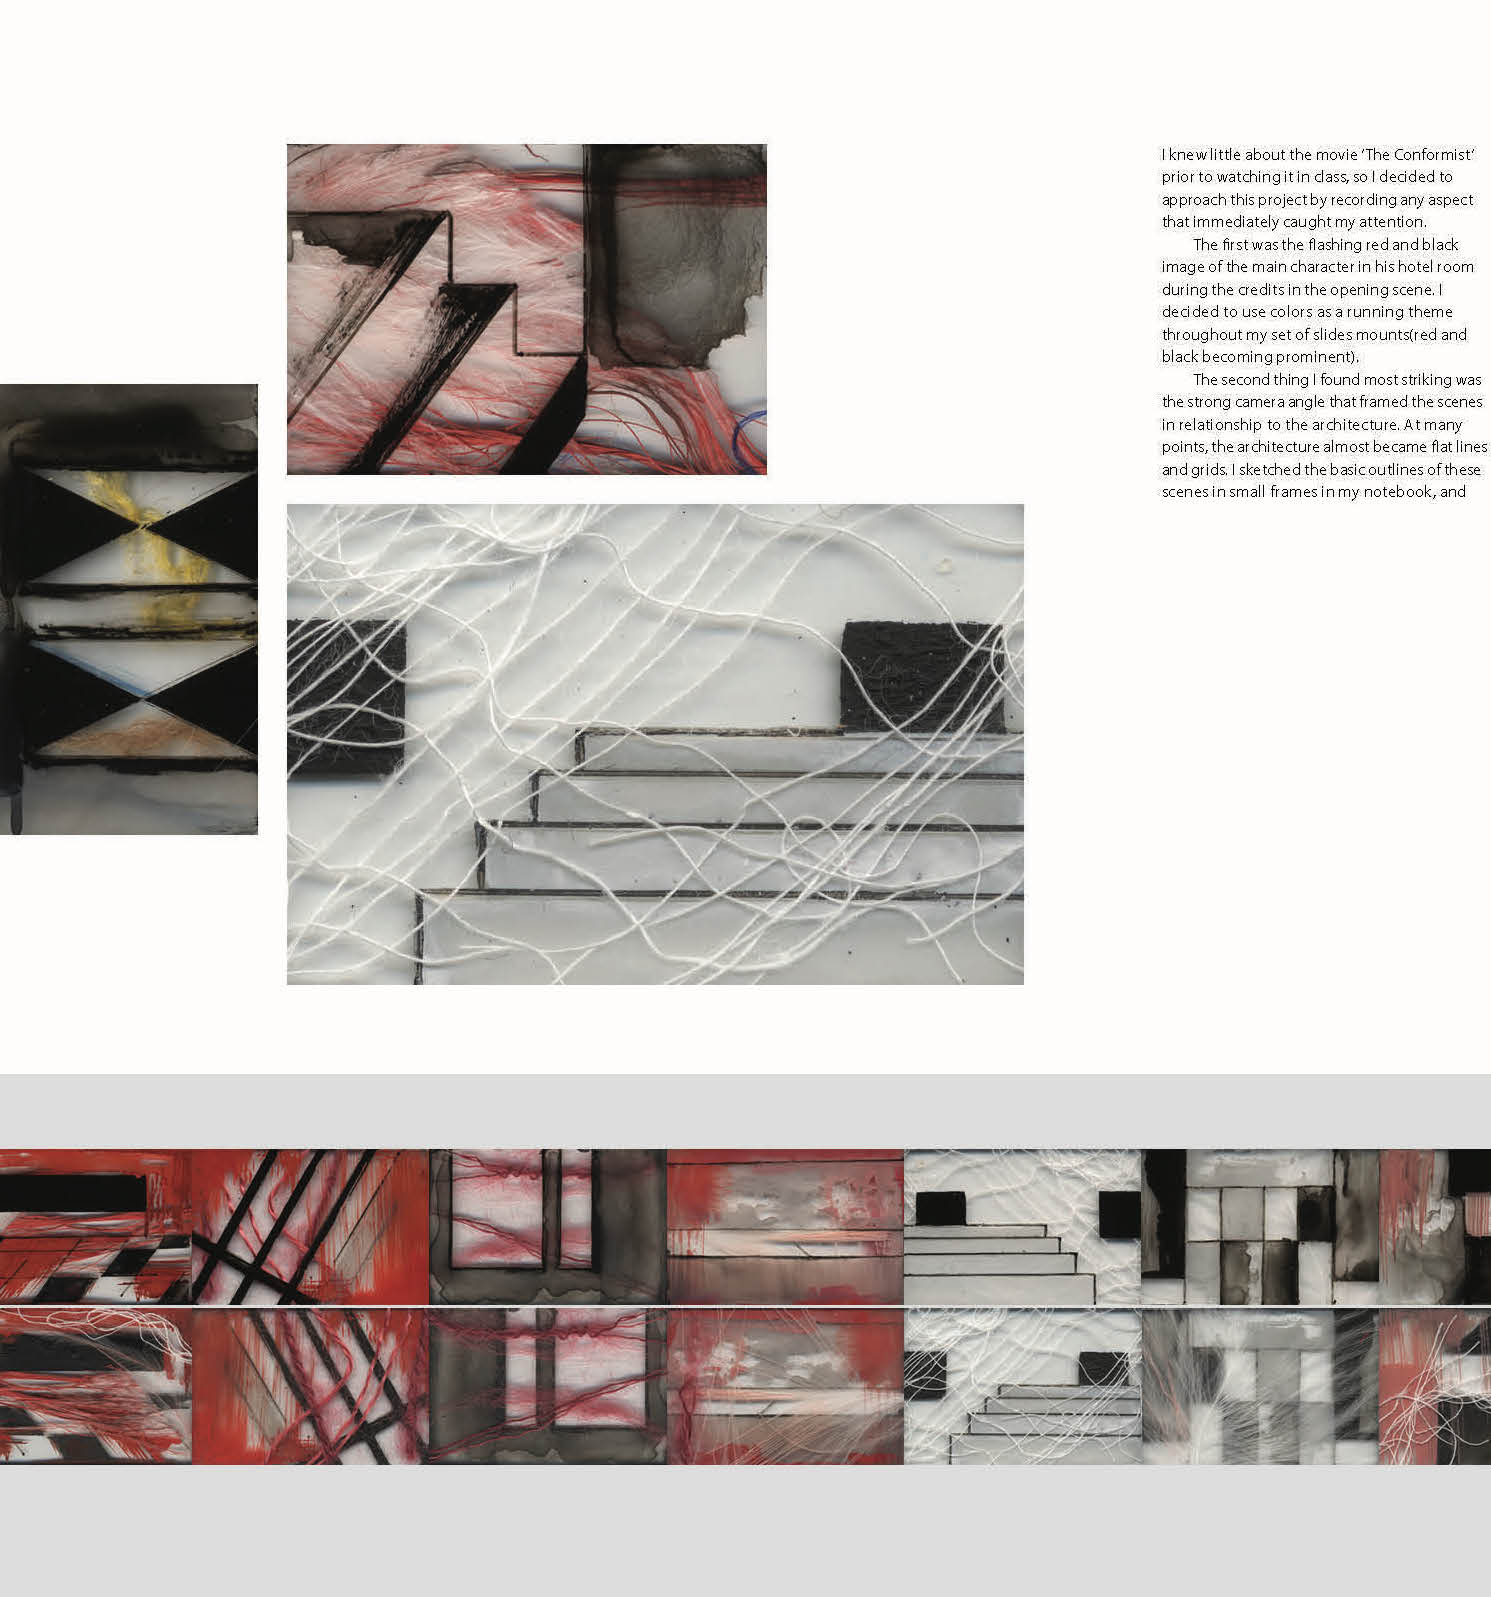 I knew little about the movie ‘The Conformist’
prior to watching it in class, so I decided to
approach this project by recording any aspect
that immediately caught my attention.
The first was the flashing red and black
image of the main character in his hotel room
during the credits in the opening scene. I
decided to use colors as a running theme
throughout my set of slides mounts(red and
black becoming prominent).
The second thing I found most striking was
the strong camera angle that framed the scenes
in relationship to the architecture. At many
points, the architecture almost became flat lines
and grids. I sketched the basic outlines of these
scenes in small frames in my notebook, and